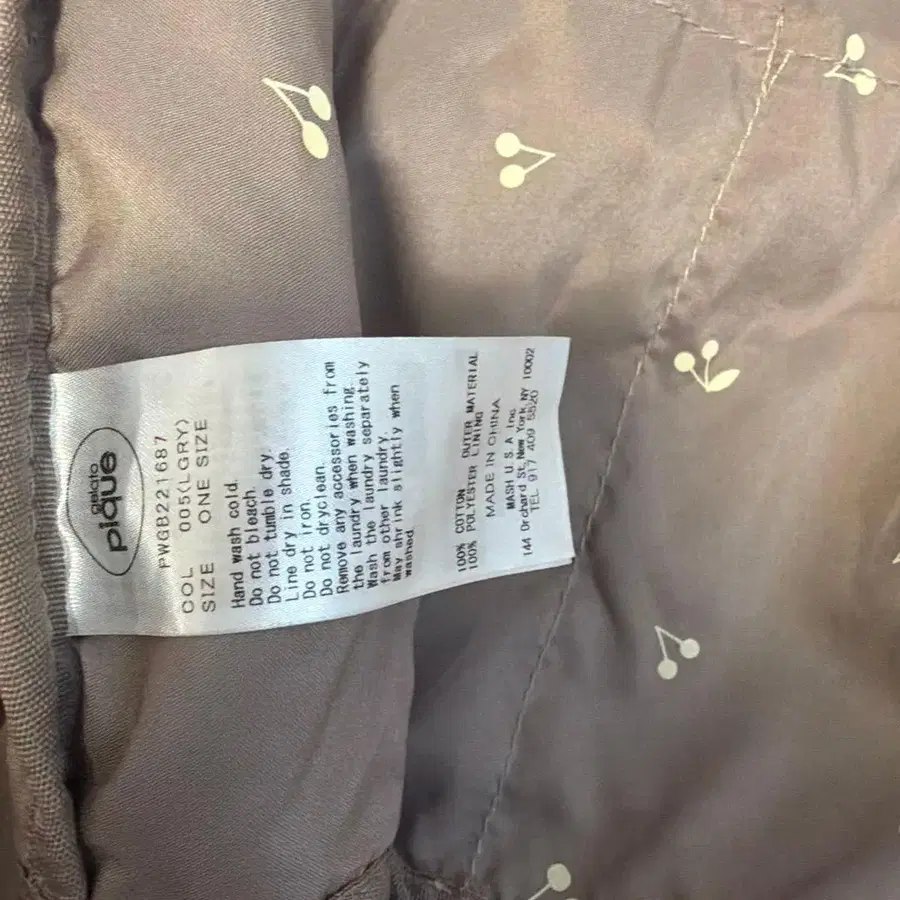 gelato
pique
PWGB221687
COL 005(L GRY)
SIZE ONE SIZE
Hand wash cold.
Do not bleach.
Do not tumble dry.
Line dry in shade.
Do not iron.
Do not dryclean.
Remove any accessories from
the laundry when washing.
Wash the laundry separately
from other laundry.
May shrink slightly when
washed.
100% COTTON OUTER MATERIAL
100% POLYESTER LINING
MADE IN CHINA
MASH U.S.A Inc.
144 Orchard St, New York, NY 10002
TEL 917 409 5520